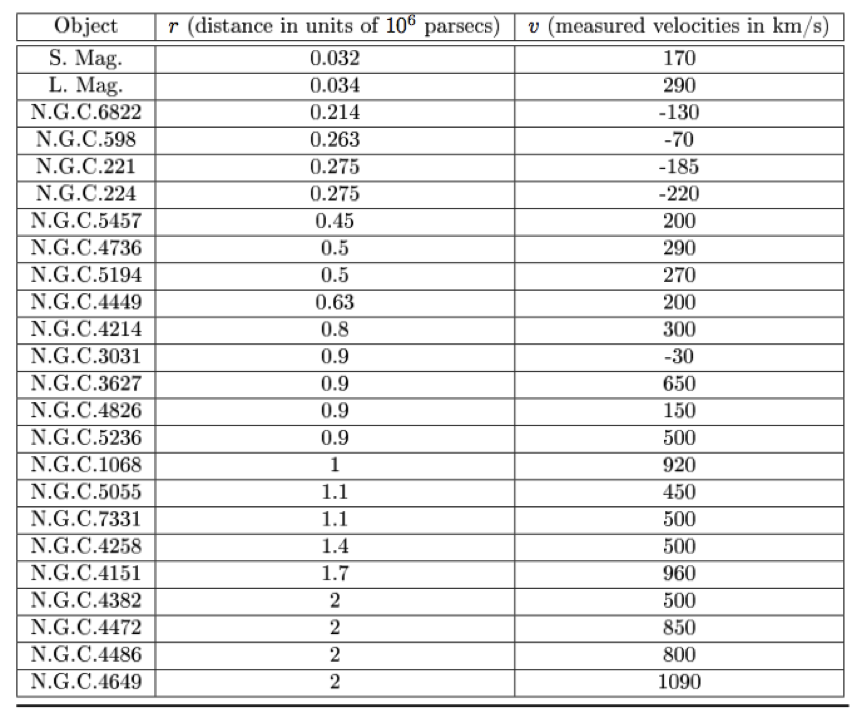 Object r (distance in units of 10⁶ parsecs) v (measured velocities in km/s)
S. Mag. 0.032 170
L. Mag. 0.034 290
N.G.C.6822 0.214 -130
N.G.C.598 0.263 -70
N.G.C.221 0.275 -185
N.G.C.224 0.275 -220
N.G.C.5457 0.45 200
N.G.C.4736 0.5 290
N.G.C.5194 0.5 270
N.G.C.4449 0.63 200
N.G.C.4214 0.8 300
N.G.C.3031 0.9 -30
N.G.C.3627 0.9 650
N.G.C.4826 0.9 150
N.G.C.5236 0.9 500
N.G.C.1068 1 920
N.G.C.5055 1.1 450
N.G.C.7331 1.1 500
N.G.C.4258 1.4 500
N.G.C.4151 1.7 960
N.G.C.4382 2 500
N.G.C.4472 2 850
N.G.C.4486 2 800
N.G.C.4649 2 1090